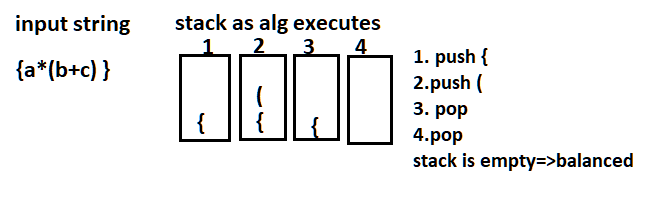 input string
{a*(b+c) }
stack as alg executes
1 2 3 4
(
{ { {
1. push {
2.push (
3. pop
4.pop
stack is empty=>balanced